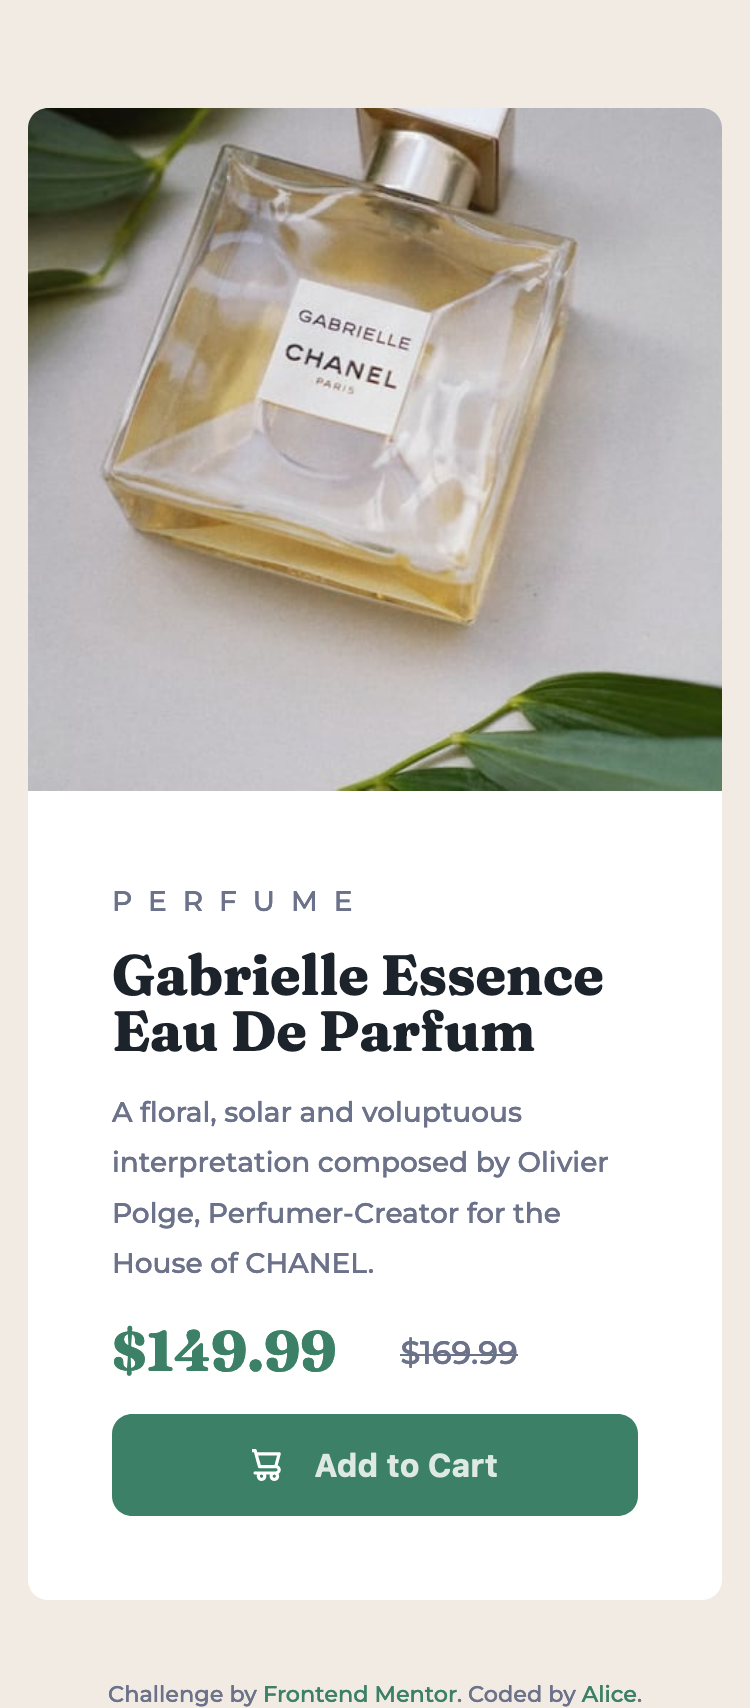 GABRIELLE
CHANEL
PARIS
PERFUME
Gabrielle Essence
Eau De Parfum
A floral, solar and voluptuous
interpretation composed by Olivier
Polge, Perfumer-Creator for the
House of CHANEL.
$149.99 $169.99
Add to Cart
Challenge by Frontend Mentor. Coded by Alice.